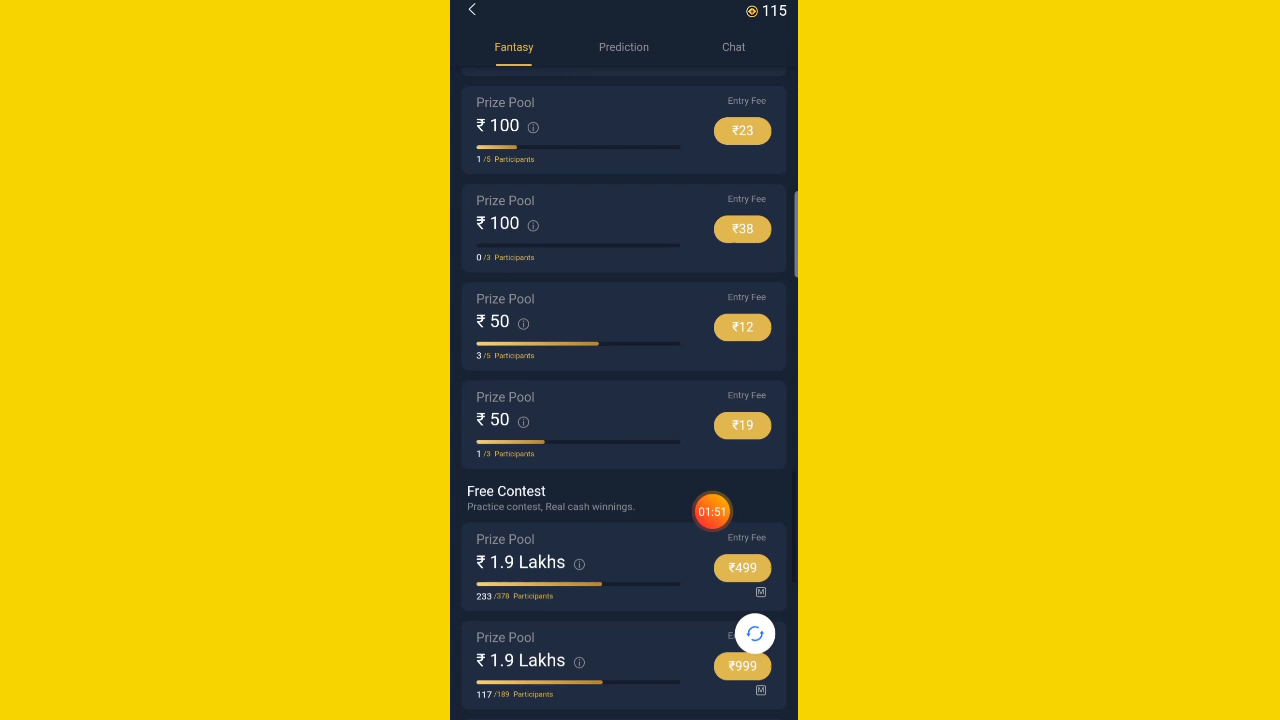 115
Fantasy Prediction Chat
Prize Pool Entry Fee
₹ 100 ₹23
1 /5 Participants
Prize Pool Entry Fee
₹ 100 ₹38
0 /3 Participants
Prize Pool Entry Fee
₹ 50 ₹12
3 /5 Participants
Prize Pool Entry Fee
₹ 50 ₹19
1 /3 Participants
Free Contest
Practice contest, Real cash winnings.
01:51
Prize Pool Entry Fee
₹ 1.9 Lakhs ₹499
233 /378 Participants M
Prize Pool
₹ 1.9 Lakhs ₹999
117 /189 Participants M